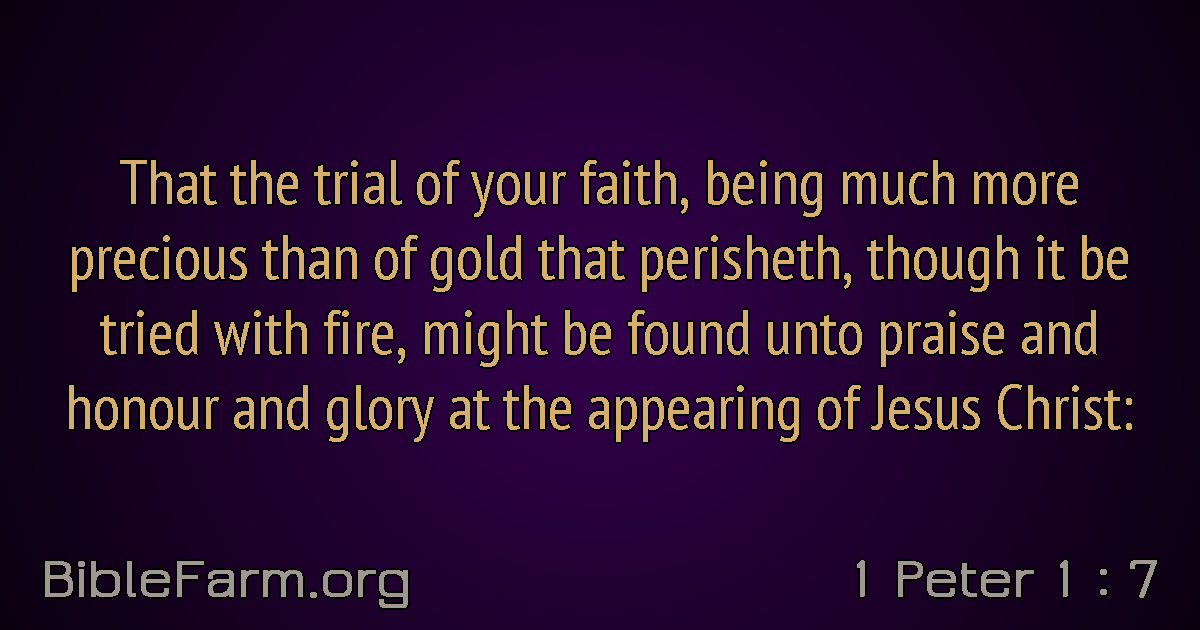 That the trial of your faith, being much more
precious than of gold that perisheth, though it be
tried with fire, might be found unto praise and
honour and glory at the appearing of Jesus Christ:
BibleFarm.org
1 Peter 1 : 7